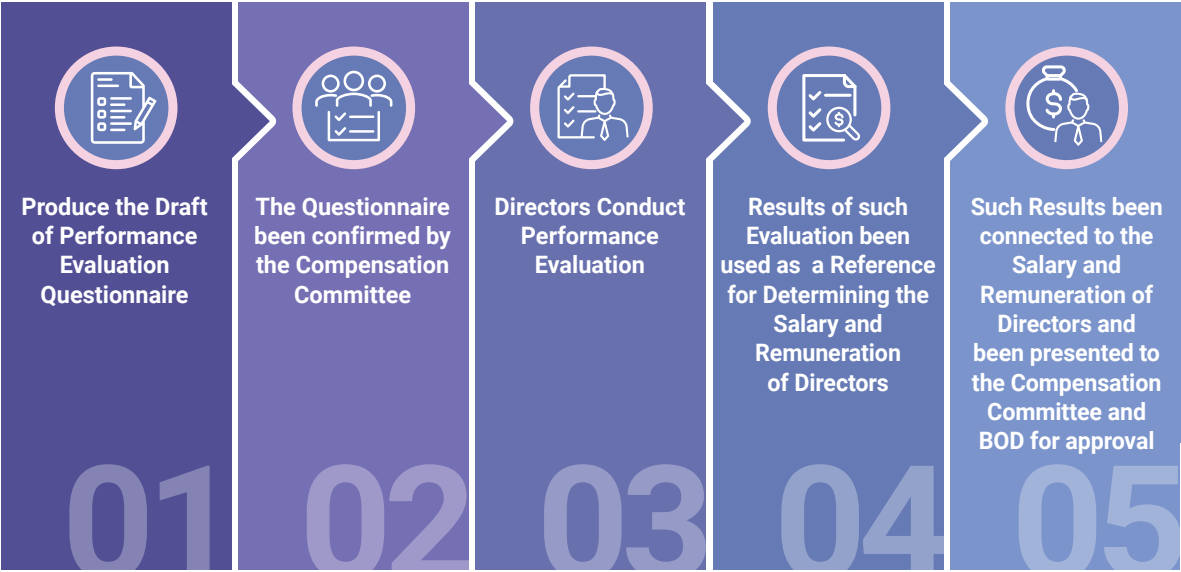 Produce the Draft
of Performance
Evaluation
Questionnaire
01
The Questionnaire
been confirmed by
the Compensation
Committee
02
Directors Conduct
Performance
Evaluation
03
Results of such
Evaluation been
used as  a Reference
for Determining the
Salary and
Remuneration
of Directors
04
Such Results been
connected to the
Salary and
Remuneration of
Directors and
been presented to
the Compensation
Committee and
BOD for approval
05